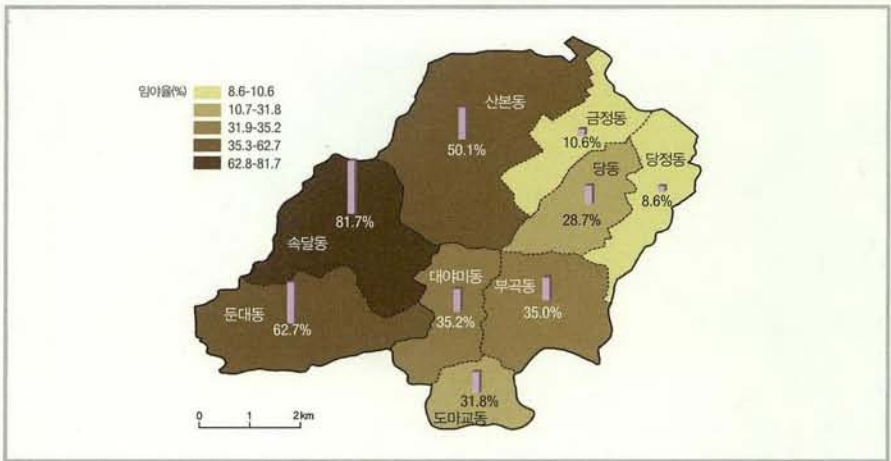 임야율(%)
8.6-10.6
10.7-31.8
31.9-35.2
35.3-62.7
62.8-81.7
산본동
50.1%
금정동
10.6%
당정동
8.6%
당동
28.7%
81.7%
속달동
대야미동
35.2%
부곡동
35.0%
둔대동
62.7%
31.8%
도마교동
0 1 2km